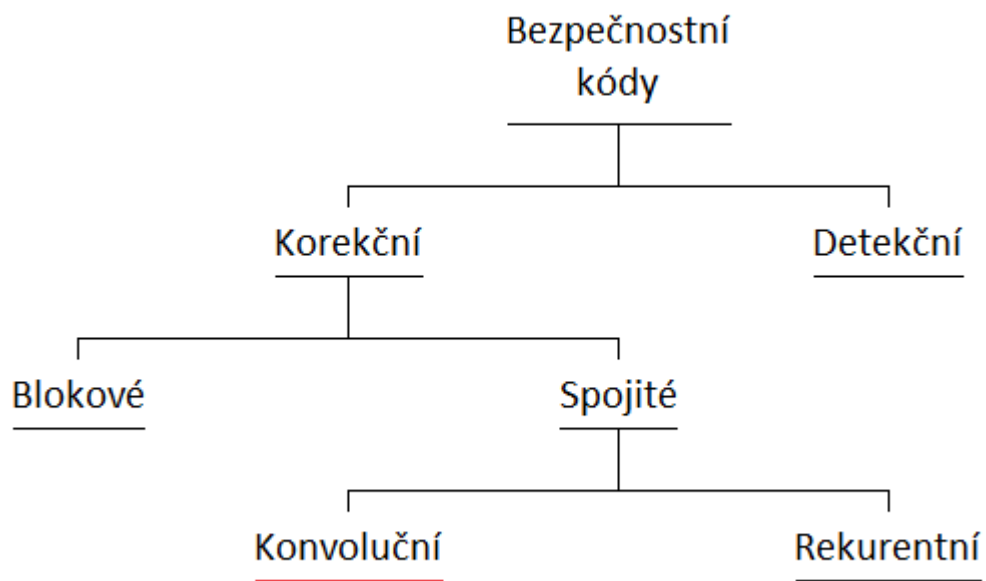 Bezpečnostní
kódy
Korekční
Detekční
Blokové
Spojité
Konvoluční
Rekurentní